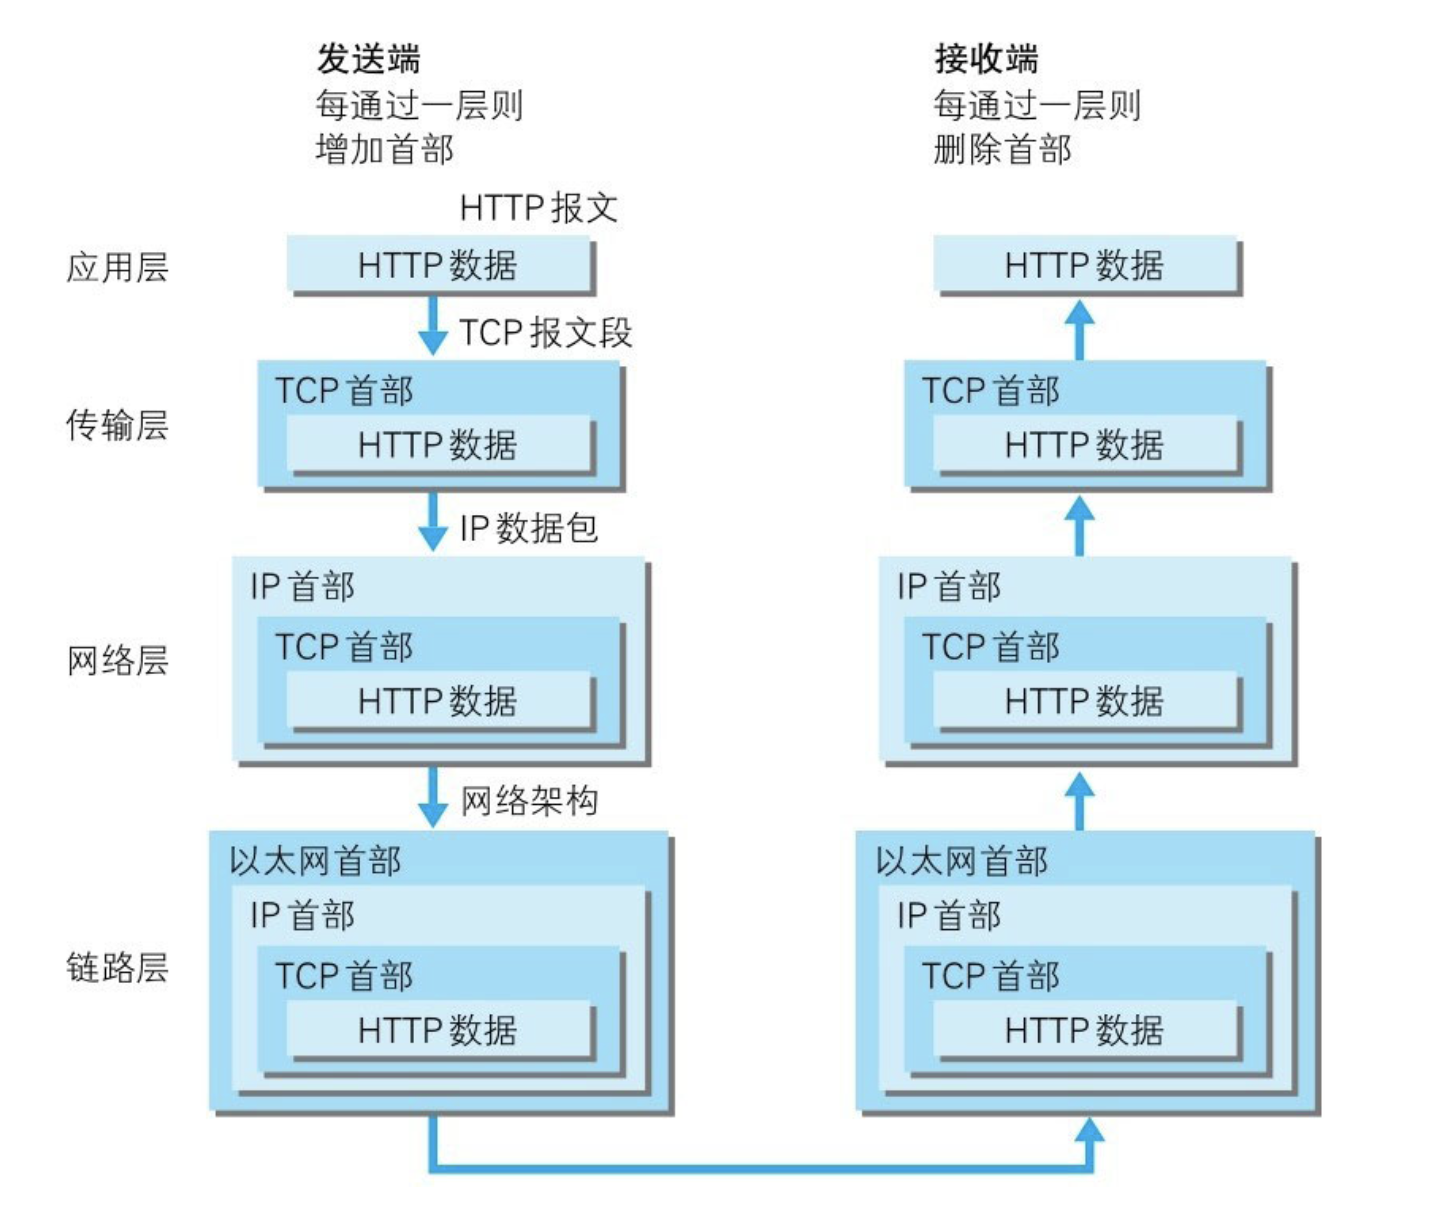 发送端
每通过一层则
增加首部
接收端
每通过一层则
删除首部
HTTP 报文
应用层
HTTP 数据
HTTP 数据
TCP 报文段
传输层
TCP 首部
HTTP 数据
TCP 首部
HTTP 数据
IP 数据包
网络层
IP 首部
TCP 首部
HTTP 数据
IP 首部
TCP 首部
HTTP 数据
网络架构
链路层
以太网首部
IP 首部
TCP 首部
HTTP 数据
以太网首部
IP 首部
TCP 首部
HTTP 数据